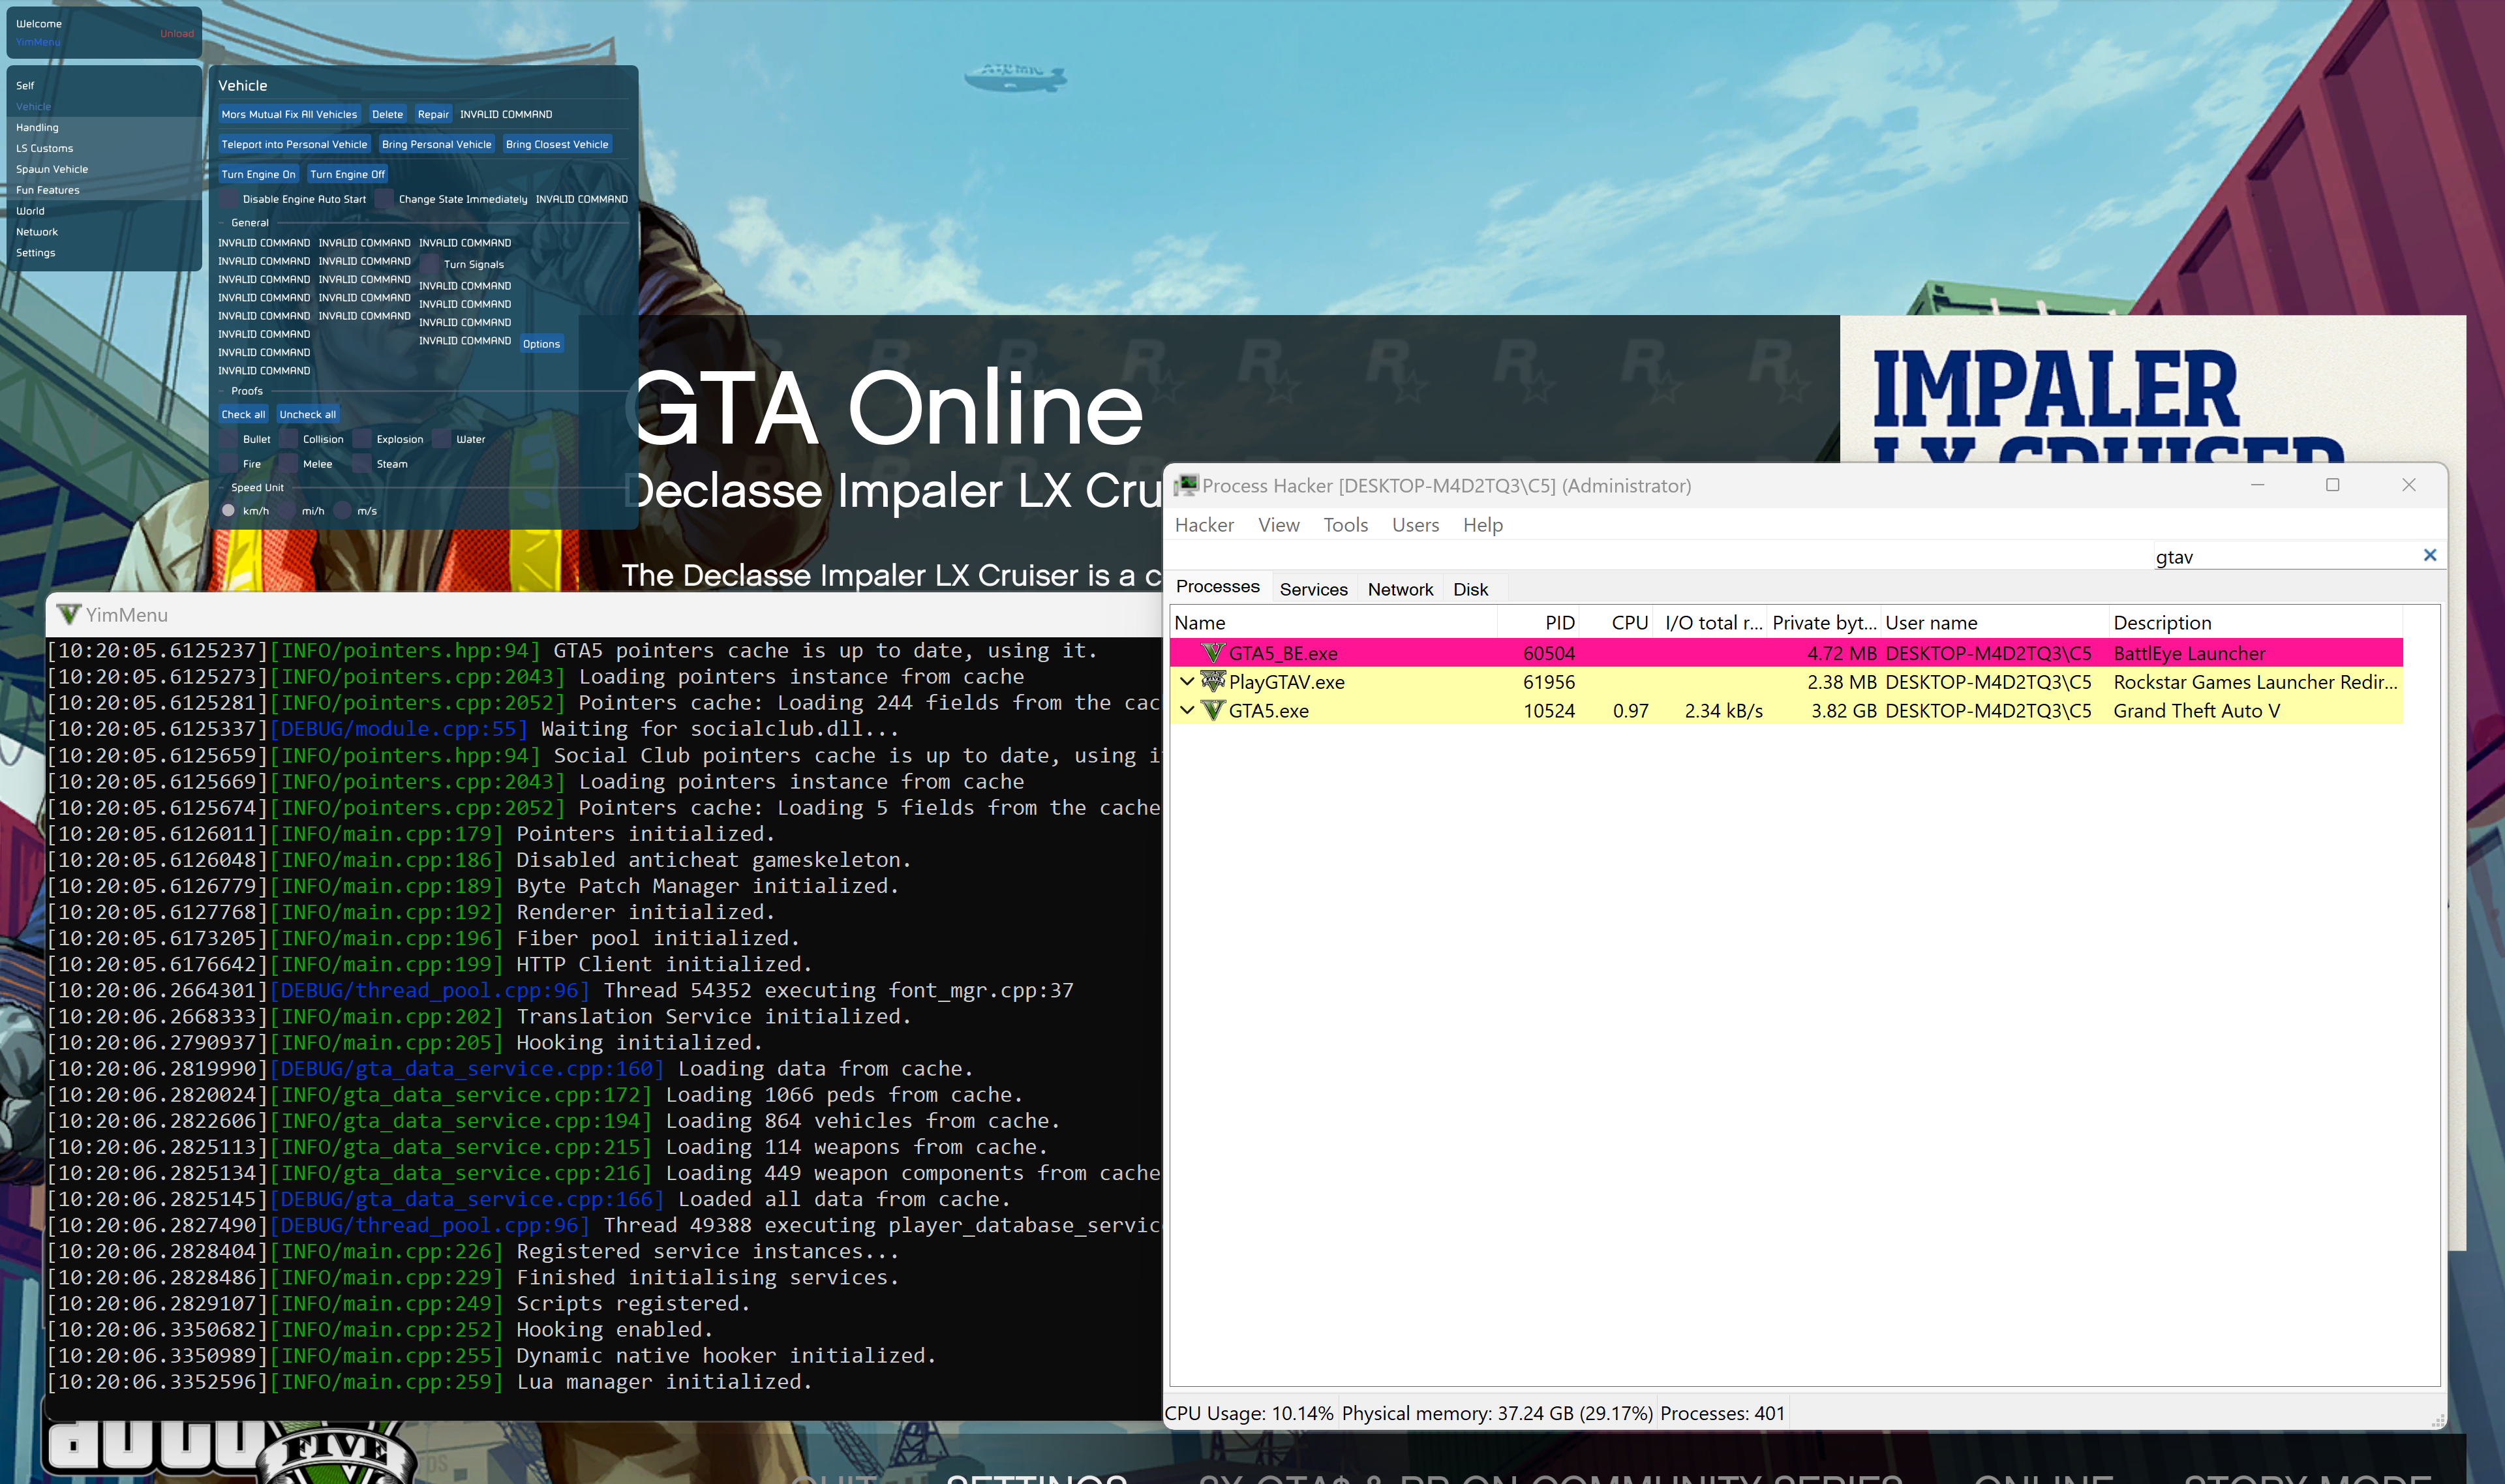 Welcome
YimMenu
Unload
Self
Vehicle
Handling
LS Customs
Spawn Vehicle
Fun Features
World
Network
Settings
Vehicle
Mors Mutual Fix All Vehicles Delete Repair INVALID COMMAND
Teleport into Personal Vehicle Bring Personal Vehicle Bring Closest Vehicle
Turn Engine On Turn Engine Off
Disable Engine Auto Start Change State Immediately INVALID COMMAND
General
INVALID COMMAND INVALID COMMAND INVALID COMMAND
INVALID COMMAND INVALID COMMAND Turn Signals
INVALID COMMAND INVALID COMMAND INVALID COMMAND
INVALID COMMAND INVALID COMMAND INVALID COMMAND
INVALID COMMAND INVALID COMMAND INVALID COMMAND
INVALID COMMAND INVALID COMMAND Options
INVALID COMMAND
INVALID COMMAND
Proofs
Check all Uncheck all
Bullet Collision Explosion Water
Fire Melee Steam
Speed Unit
km/h mi/h m/s
ATOMIC
GTA Online
Declasse Impaler LX Cru
The Declasse Impaler LX Cruiser is a c
IMPALER
LX CRUISER
YimMenu
[10:20:05.6125237][INFO/pointers.hpp:94] GTA5 pointers cache is up to date, using it.
[10:20:05.6125273][INFO/pointers.cpp:2043] Loading pointers instance from cache
[10:20:05.6125281][INFO/pointers.cpp:2052] Pointers cache: Loading 244 fields from the cac
[10:20:05.6125337][DEBUG/module.cpp:55] Waiting for socialclub.dll...
[10:20:05.6125659][INFO/pointers.hpp:94] Social Club pointers cache is up to date, using i
[10:20:05.6125669][INFO/pointers.cpp:2043] Loading pointers instance from cache
[10:20:05.6125674][INFO/pointers.cpp:2052] Pointers cache: Loading 5 fields from the cache
[10:20:05.6126011][INFO/main.cpp:179] Pointers initialized.
[10:20:05.6126048][INFO/main.cpp:186] Disabled anticheat gameskeleton.
[10:20:05.6126779][INFO/main.cpp:189] Byte Patch Manager initialized.
[10:20:05.6127768][INFO/main.cpp:192] Renderer initialized.
[10:20:05.6173205][INFO/main.cpp:196] Fiber pool initialized.
[10:20:05.6176642][INFO/main.cpp:199] HTTP Client initialized.
[10:20:06.2664301][DEBUG/thread_pool.cpp:96] Thread 54352 executing font_mgr.cpp:37
[10:20:06.2668333][INFO/main.cpp:202] Translation Service initialized.
[10:20:06.2790937][INFO/main.cpp:205] Hooking initialized.
[10:20:06.2819990][DEBUG/gta_data_service.cpp:160] Loading data from cache.
[10:20:06.2820024][INFO/gta_data_service.cpp:172] Loading 1066 peds from cache.
[10:20:06.2822606][INFO/gta_data_service.cpp:194] Loading 864 vehicles from cache.
[10:20:06.2825113][INFO/gta_data_service.cpp:215] Loading 114 weapons from cache.
[10:20:06.2825134][INFO/gta_data_service.cpp:216] Loading 449 weapon components from cache
[10:20:06.2825145][DEBUG/gta_data_service.cpp:166] Loaded all data from cache.
[10:20:06.2827490][DEBUG/thread_pool.cpp:96] Thread 49388 executing player_database_servic
[10:20:06.2828404][INFO/main.cpp:226] Registered service instances...
[10:20:06.2828486][INFO/main.cpp:229] Finished initialising services.
[10:20:06.2829107][INFO/main.cpp:249] Scripts registered.
[10:20:06.3350682][INFO/main.cpp:252] Hooking enabled.
[10:20:06.3350989][INFO/main.cpp:255] Dynamic native hooker initialized.
[10:20:06.3352596][INFO/main.cpp:259] Lua manager initialized.
Process Hacker [DESKTOP-M4D2TQ3\C5] (Administrator)
Hacker View Tools Users Help
gtav
Processes Services Network Disk
Name PID CPU I/O total r... Private byt... User name Description
GTA5_BE.exe 60504 4.72 MB DESKTOP-M4D2TQ3\C5 BattlEye Launcher
PlayGTAV.exe 61956 2.38 MB DESKTOP-M4D2TQ3\C5 Rockstar Games Launcher Redir...
GTA5.exe 10524 0.97 2.34 kB/s 3.82 GB DESKTOP-M4D2TQ3\C5 Grand Theft Auto V
CPU Usage: 10.14% Physical memory: 37.24 GB (29.17%) Processes: 401
auto
FIVE
QUIT SETTINGS 2X GTA$ & RP ON COMMUNITY SERIES ONLINE STORY MODE